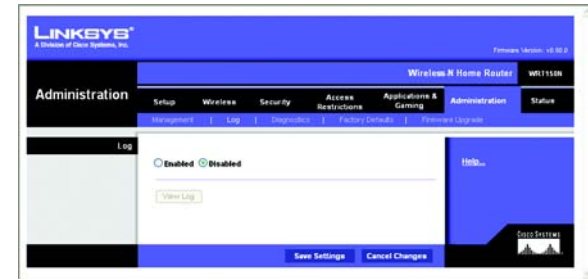 LINKSYS®
A Division of Cisco Systems, Inc.
Firmware Version: v0.50.0
Wireless-N Home Router WRT150N
Administration
Setup Wireless Security Access Restrictions Applications & Gaming Administration Status
Management | Log | Diagnostics | Factory Defaults | Firmware Upgrade
Log
Enabled Disabled
Help...
View Log
CISCO SYSTEMS
Save Settings Cancel Changes